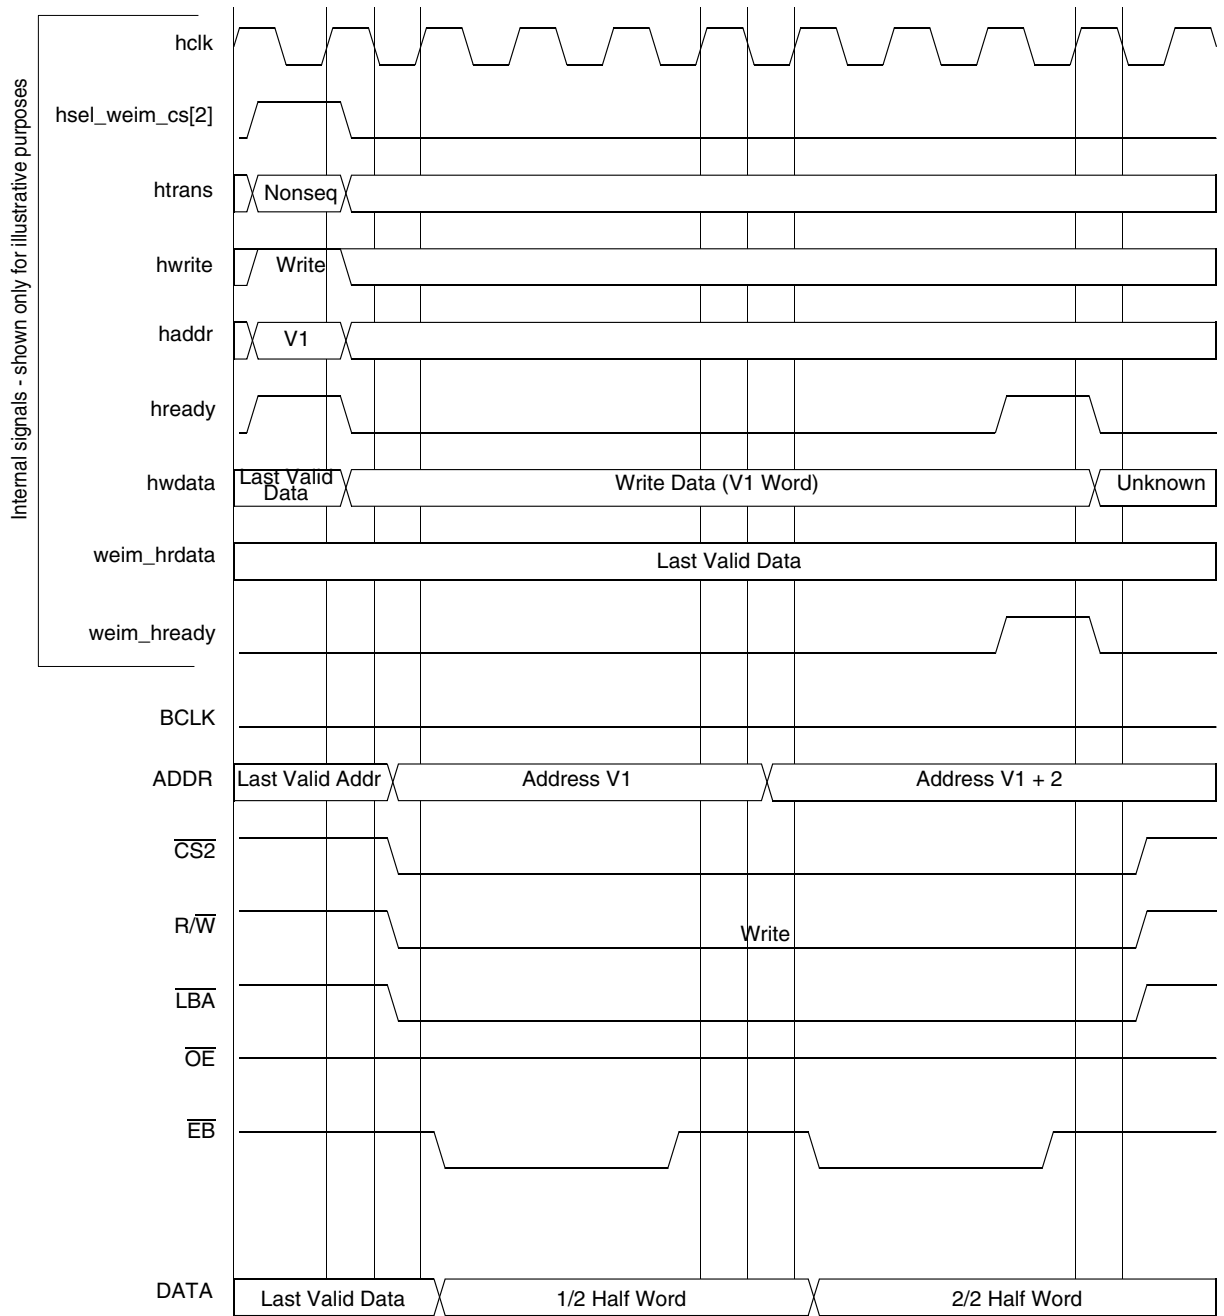 Internal signals - shown only for illustrative purposes
hclk
hsel_weim_cs[2]
htrans
Nonseq
hwrite
Write
haddr
V1
hready
hwdata
Last Valid
Data
Write Data (V1 Word)
Unknown
weim_hrdata
Last Valid Data
weim_hready
BCLK
ADDR
Last Valid Addr
Address V1
Address V1 + 2
CS2
R/W
Write
LBA
OE
EB
DATA
Last Valid Data
1/2 Half Word
2/2 Half Word